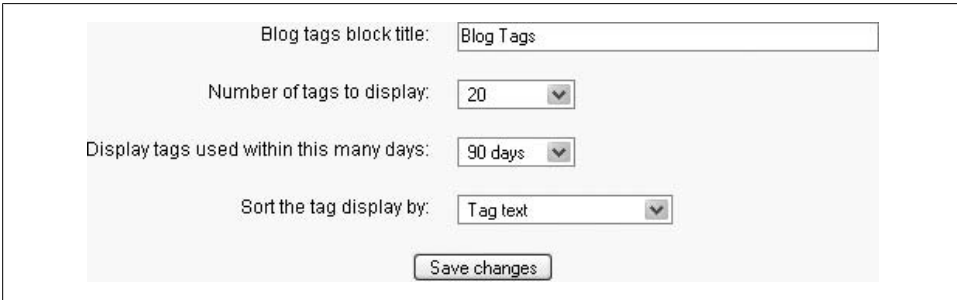 Blog tags block title: Blog Tags
Number of tags to display: 20
Display tags used within this many days: 90 days
Sort the tag display by: Tag text
Save changes